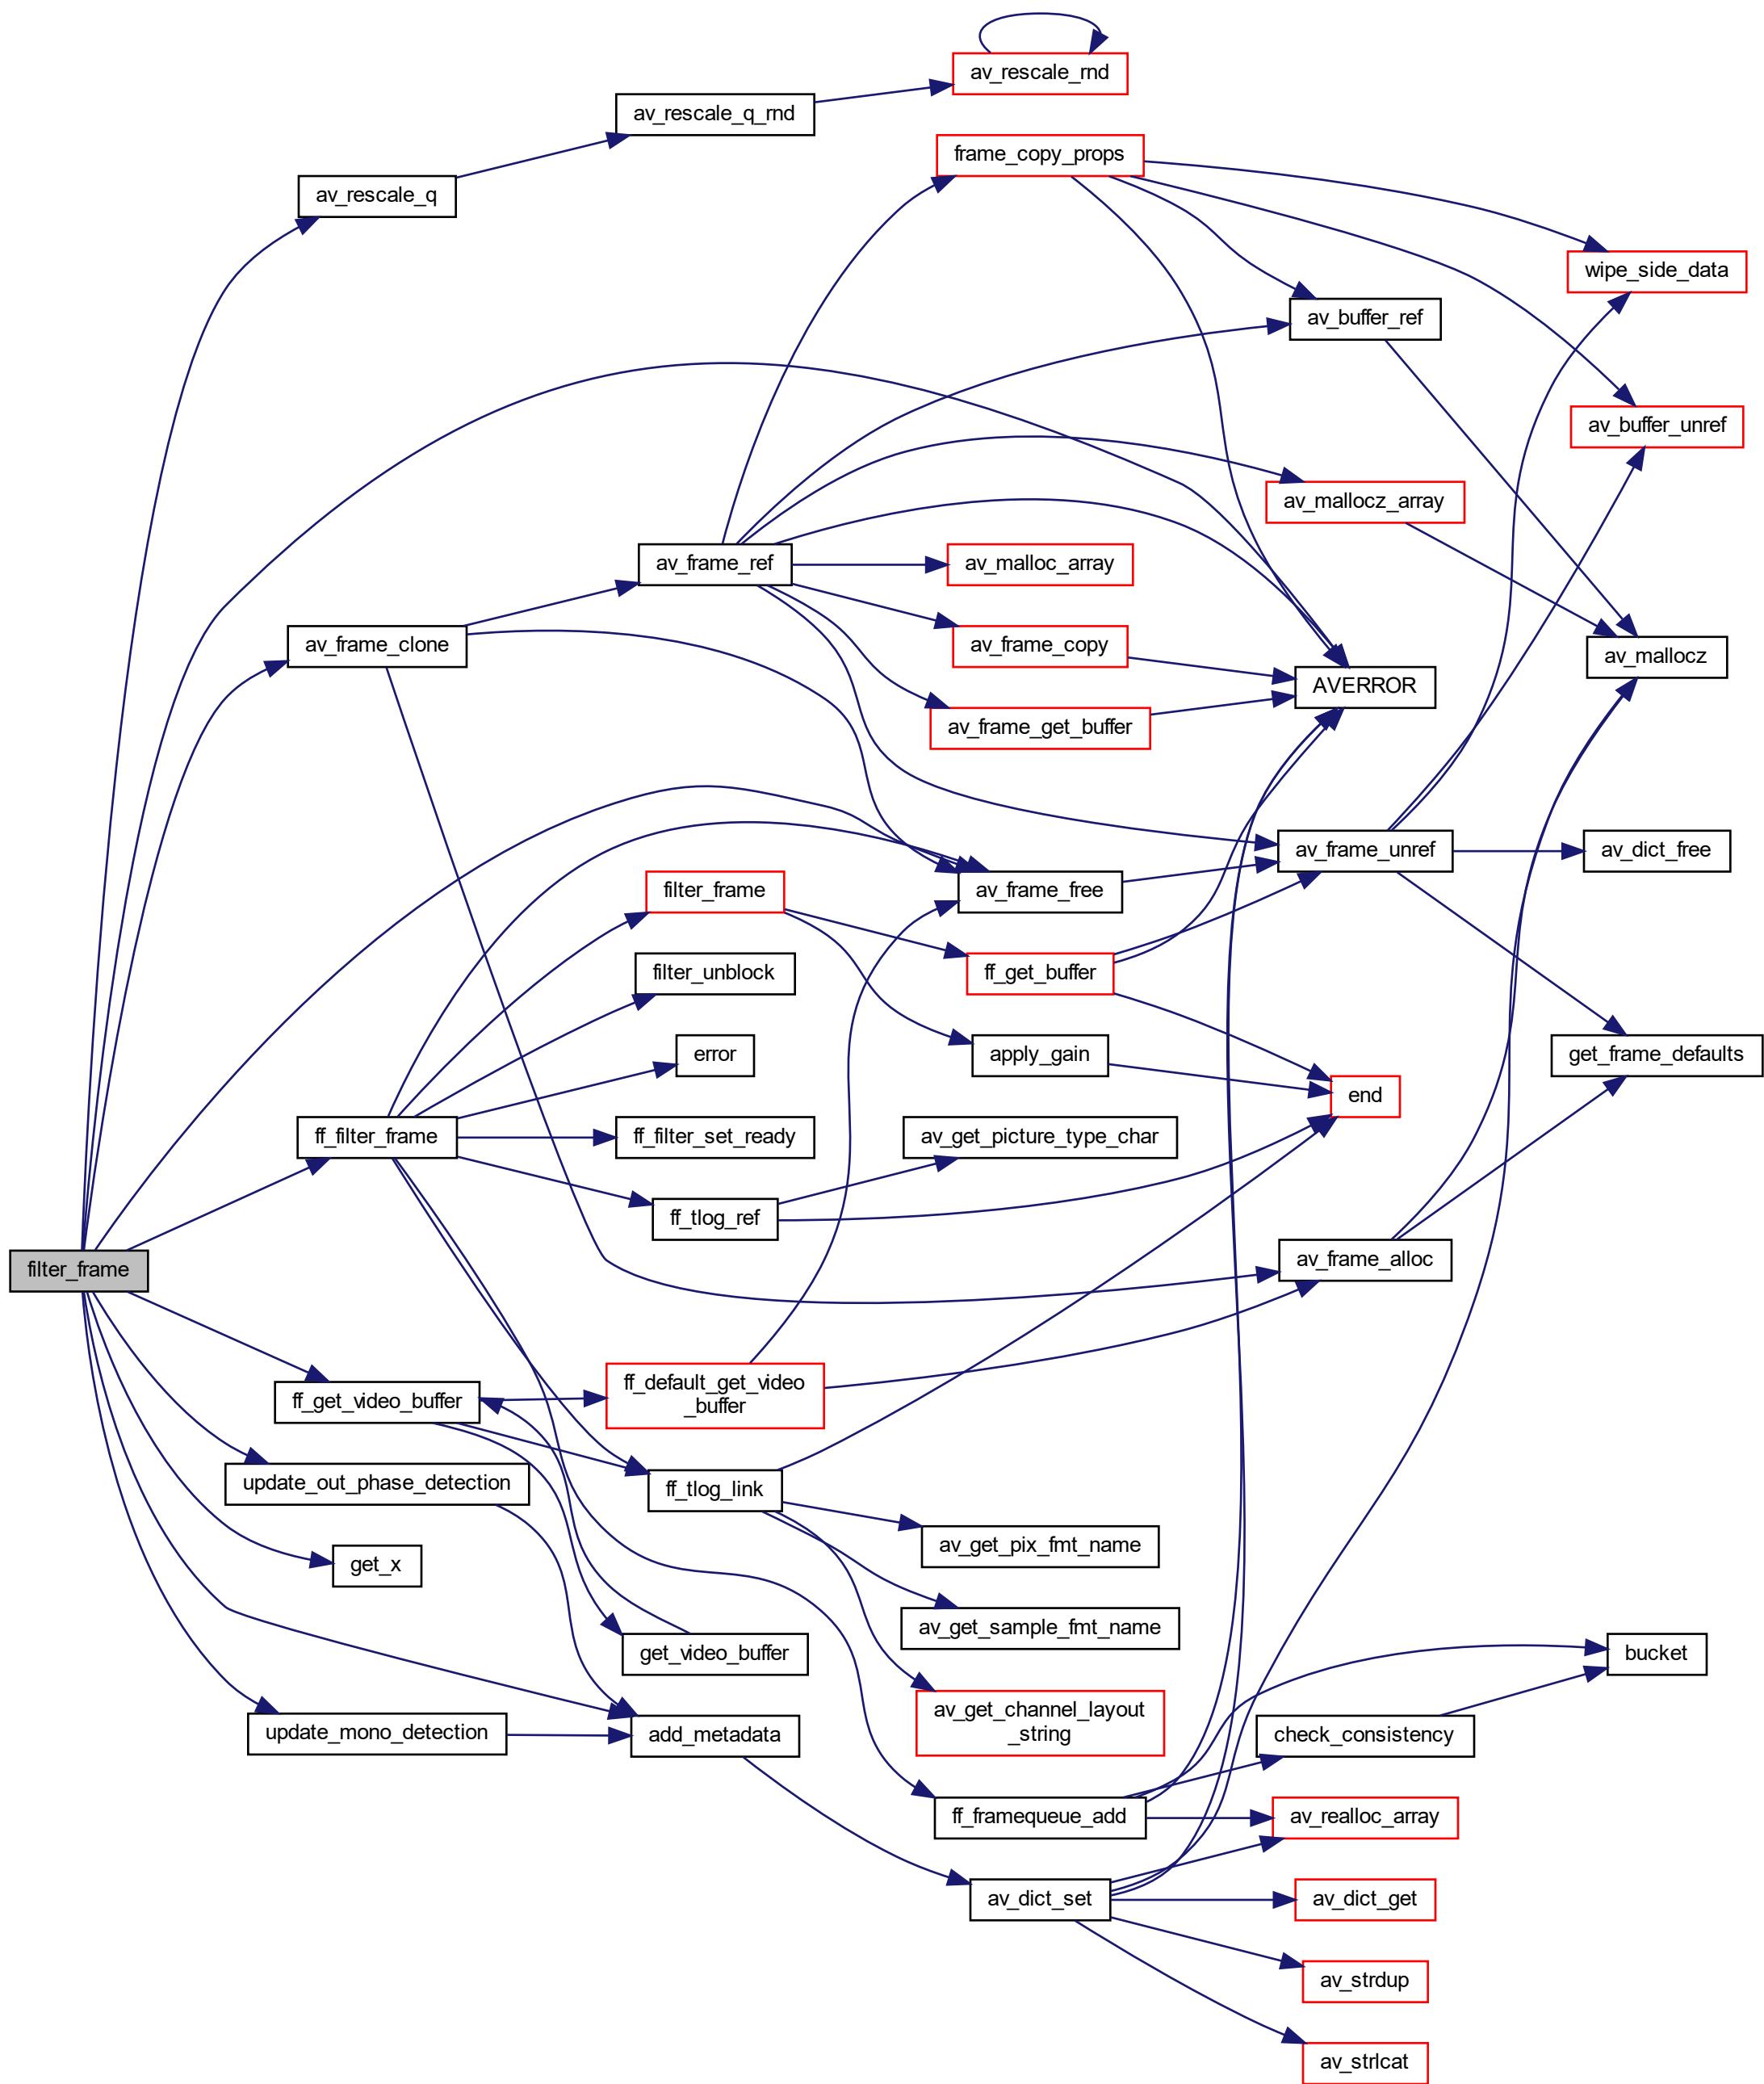 av_rescale_rnd
av_rescale_q_rnd
frame_copy_props
av_rescale_q
wipe_side_data
av_buffer_ref
av_buffer_unref
av_mallocz_array
av_frame_ref
av_malloc_array
av_frame_clone
av_frame_copy
av_mallocz
AVERROR
av_frame_get_buffer
av_frame_unref
av_dict_free
filter_frame
av_frame_free
filter_unblock
ff_get_buffer
error
apply_gain
get_frame_defaults
end
ff_filter_frame
ff_filter_set_ready
av_get_picture_type_char
ff_tlog_ref
av_frame_alloc
filter_frame
ff_get_video_buffer
ff_default_get_video
_buffer
update_out_phase_detection
ff_tlog_link
av_get_pix_fmt_name
get_x
av_get_sample_fmt_name
get_video_buffer
bucket
av_get_channel_layout
_string
update_mono_detection
add_metadata
check_consistency
ff_framequeue_add
av_realloc_array
av_dict_set
av_dict_get
av_strdup
av_strlcat